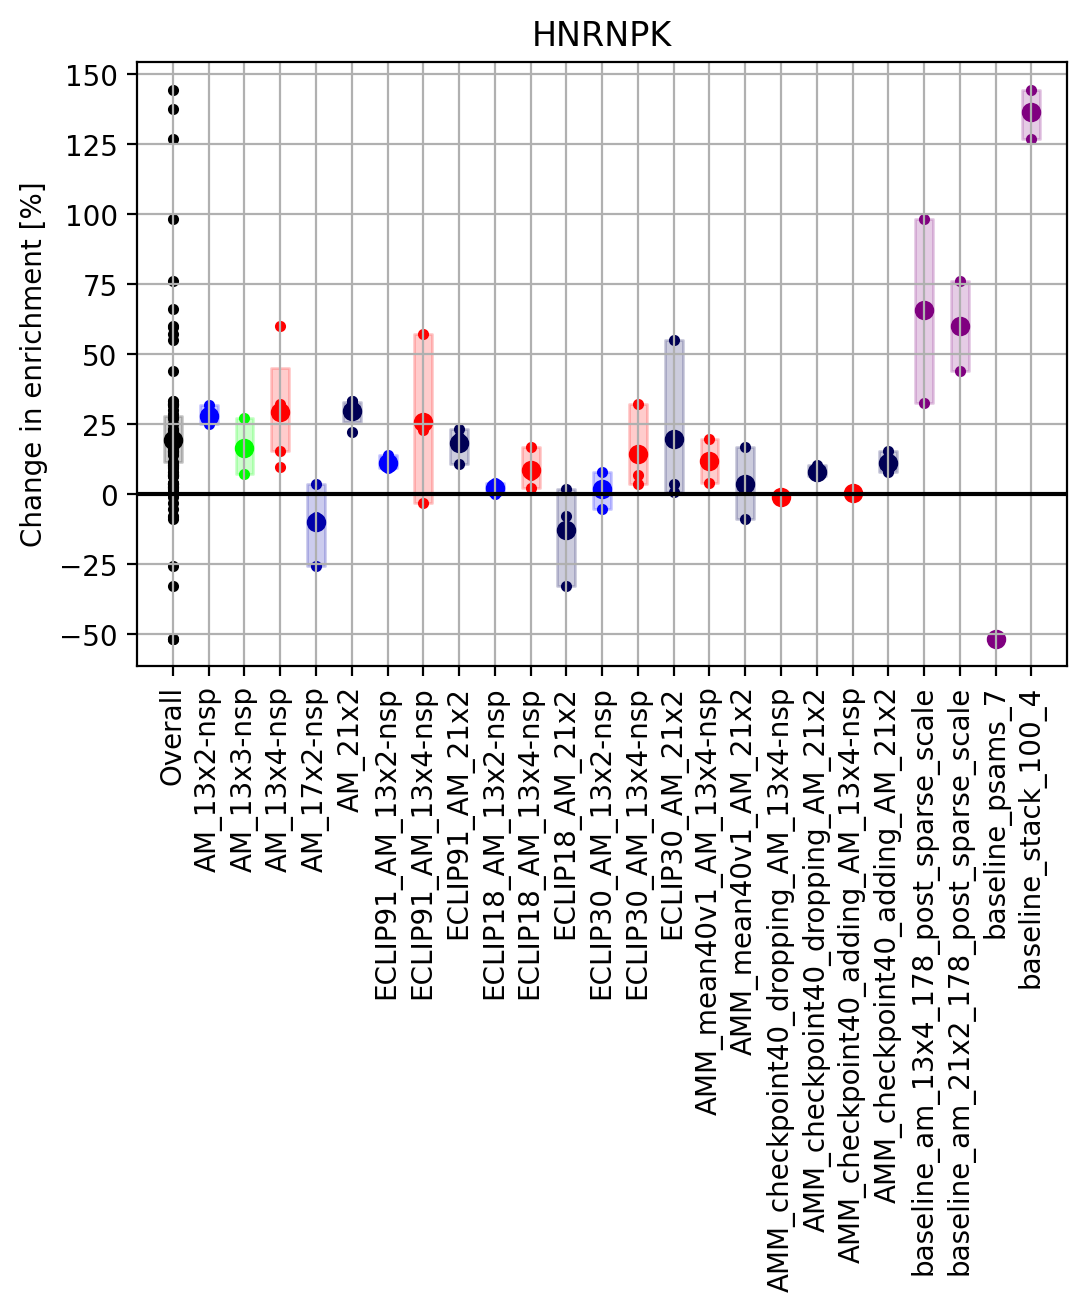 HNRNPK
Change in enrichment [%]
150
125
100
75
50
25
0
−25
−50
Overall
AM_13x2-nsp
AM_13x3-nsp
AM_13x4-nsp
AM_17x2-nsp
AM_21x2
ECLIP91_AM_13x2-nsp
ECLIP91_AM_13x4-nsp
ECLIP91_AM_21x2
ECLIP18_AM_13x2-nsp
ECLIP18_AM_13x4-nsp
ECLIP18_AM_21x2
ECLIP30_AM_13x2-nsp
ECLIP30_AM_13x4-nsp
ECLIP30_AM_21x2
AMM_mean40v1_AM_13x4-nsp
AMM_mean40v1_AM_21x2
AMM_checkpoint40_dropping_AM_13x4-nsp
AMM_checkpoint40_dropping_AM_21x2
AMM_checkpoint40_adding_AM_13x4-nsp
AMM_checkpoint40_adding_AM_21x2
baseline_am_13x4_178_post_sparse_scale
baseline_am_21x2_178_post_sparse_scale
baseline_psams_7
baseline_stack_100_4